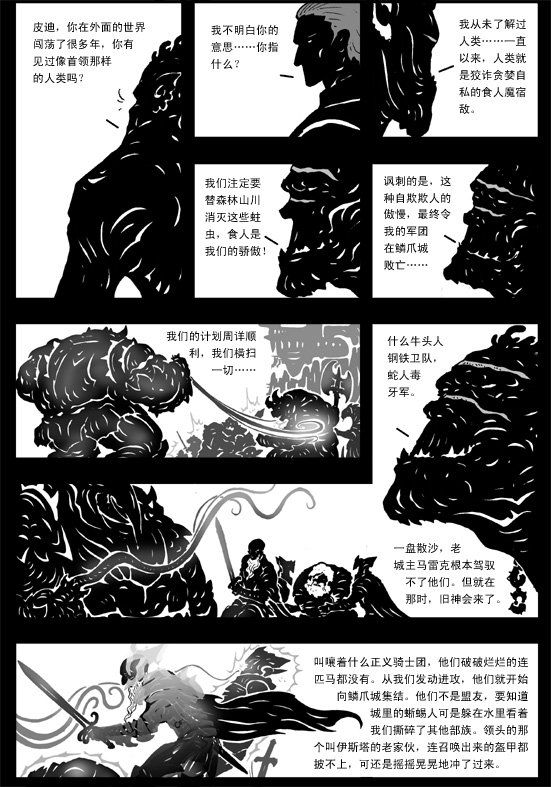 皮迪，你在外面的世界
闯荡了很多年，你有
见过像首领那样
的人类吗？
我不明白你的
意思……你指
什么？
我从未了解过
人类……一直
以来，人类就
是狡诈贪婪自
私的食人魔宿
敌。
我们注定要
替森林山川
消灭这些蛀
虫，食人是
我们的骄傲！
讽刺的是，这
种自欺欺人的
傲慢，最终令
我的军团
在鳞爪城
败亡……
我们的计划周详顺
利，我们横扫
一切……
什么牛头人
钢铁卫队，
蛇人毒
牙军。
一盘散沙，老
城主马雷克根本驾驭
不了他们。但就在
那时，旧神会来了。
叫嚷着什么正义骑士团，他们破破烂烂的连
匹马都没有。从我们发动进攻，他们就开始
向鳞爪城集结。他们不是盟友，要知道
城里的蜥蜴人可是躲在水里看着
我们撕碎了其他部族。领头的那
个叫伊斯塔的老家伙，连召唤出来的盔甲都
披不上，可还是摇摇晃晃地冲了过来。